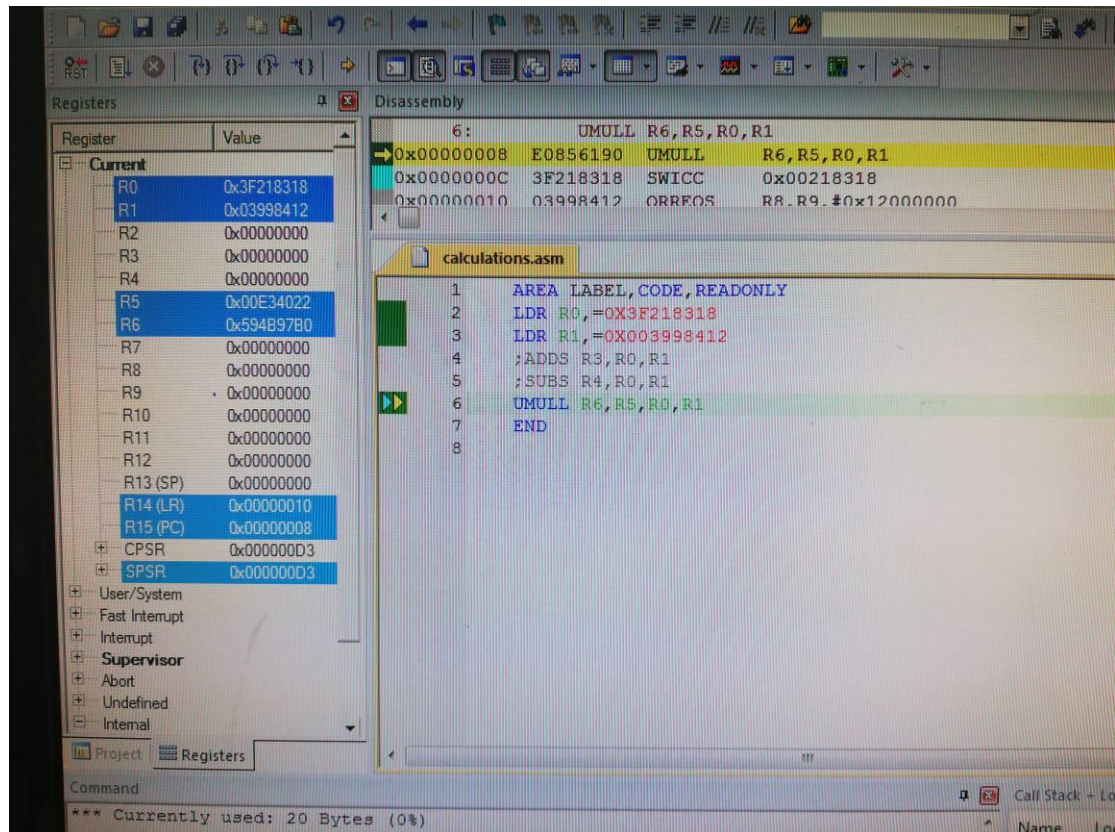 RST
Registers
Register Value
Current
R0 0x3F218318
R1 0x03998412
R2 0x00000000
R3 0x00000000
R4 0x00000000
R5 0x00E34022
R6 0x594B97B0
R7 0x00000000
R8 0x00000000
R9 0x00000000
R10 0x00000000
R11 0x00000000
R12 0x00000000
R13 (SP) 0x00000000
R14 (LR) 0x00000010
R15 (PC) 0x00000008
CPSR 0x000000D3
SPSR 0x000000D3
User/System
Fast Interrupt
Interrupt
Supervisor
Abort
Undefined
Internal
Project Registers
Disassembly
6: UMULL R6,R5,R0,R1
0x00000008 E0856190 UMULL R6,R5,R0,R1
0x0000000C 3F218318 SWICC 0x00218318
0x00000010 03998412 ORREQS R8,R9,#0x12000000
calculations.asm
1 AREA LABEL,CODE,READONLY
2 LDR R0,=0X3F218318
3 LDR R1,=0X003998412
4 ;ADDS R3,R0,R1
5 ;SUBS R4,R0,R1
6 UMULL R6,R5,R0,R1
7 END
8
Command
*** Currently used: 20 Bytes (0%)
Call Stack + Lo
Name Lo